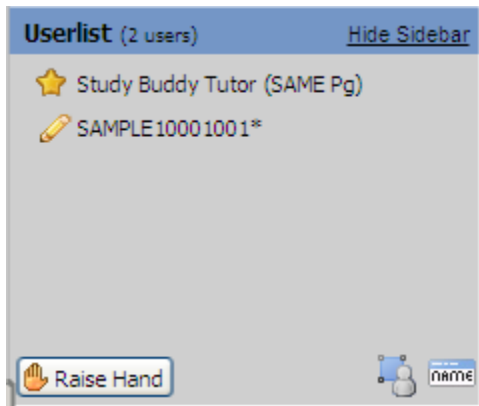 Userlist (2 users) Hide Sidebar
Study Buddy Tutor (SAME Pg)
SAMPLE10001001*
Raise Hand NAME